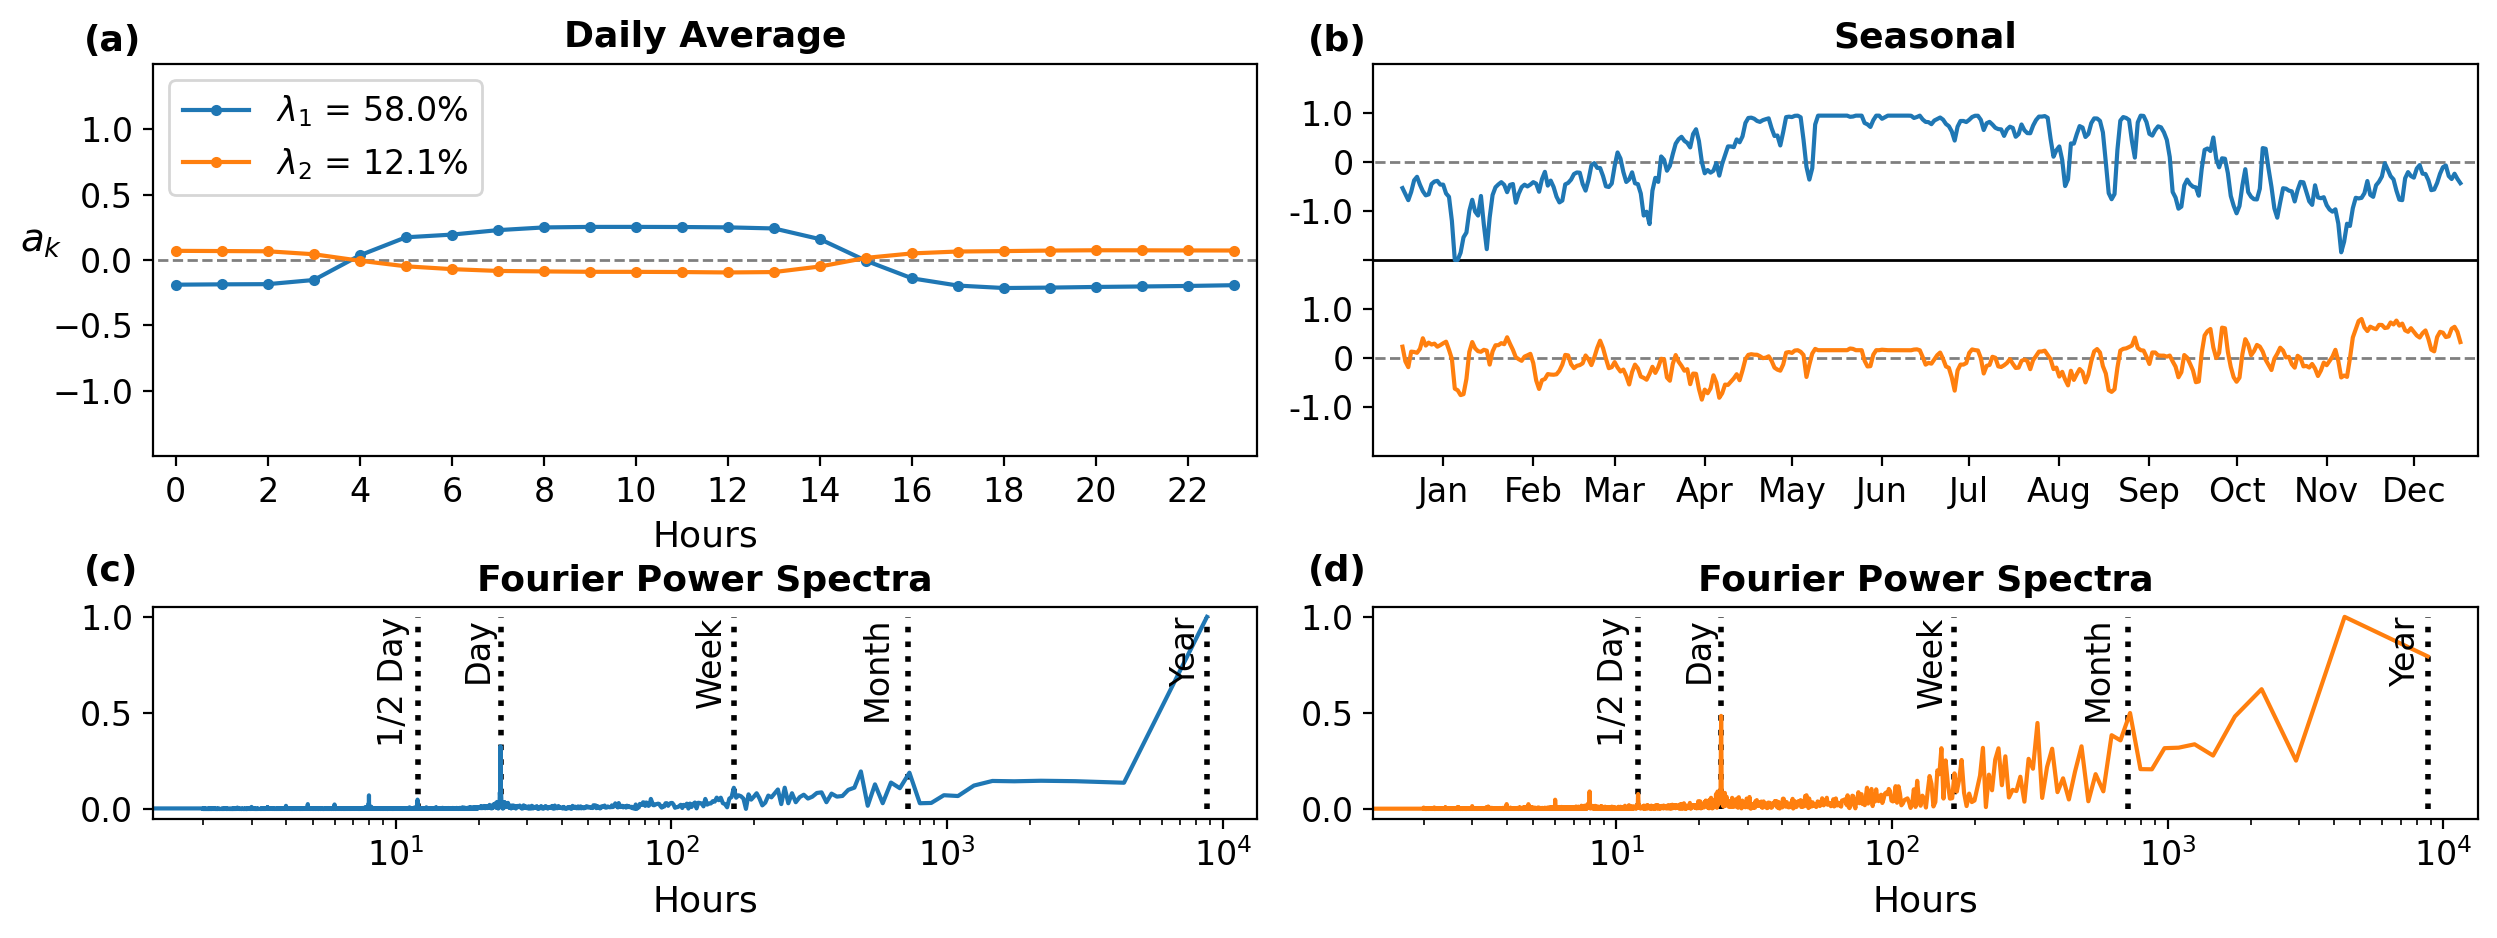 (a)
Daily Average
λ1 = 58.0%
λ2 = 12.1%
ak
1.0
0.5
0.0
−0.5
−1.0
0 2 4 6 8 10 12 14 16 18 20 22
Hours
(b)
Seasonal
1.0
0
-1.0
1.0
0
-1.0
Jan Feb Mar Apr May Jun Jul Aug Sep Oct Nov Dec
(c)
Fourier Power Spectra
1.0
0.5
0.0
1/2 Day
Day
Week
Month
Year
10^1 10^2 10^3 10^4
Hours
(d)
Fourier Power Spectra
1.0
0.5
0.0
1/2 Day
Day
Week
Month
Year
10^1 10^2 10^3 10^4
Hours